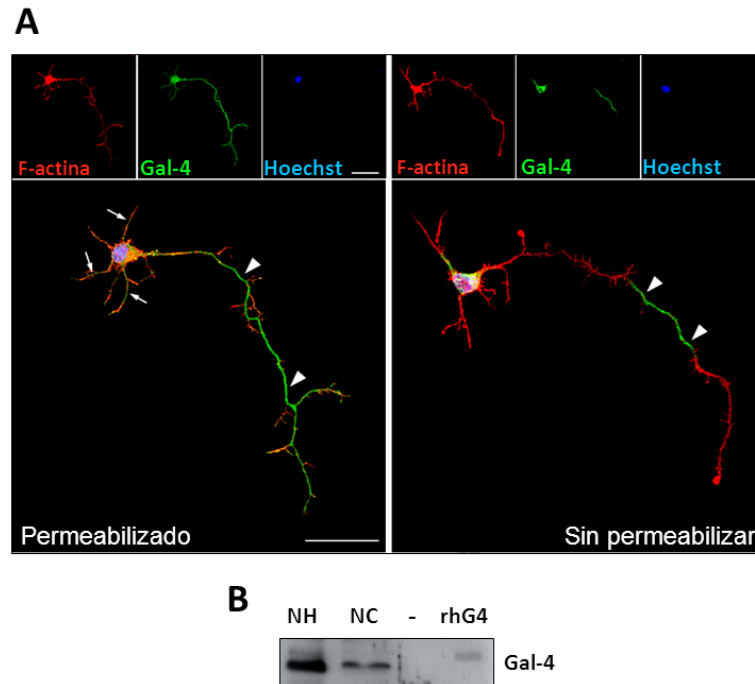 A
F-actina Gal-4 Hoechst F-actina Gal-4 Hoechst
Permeabilizado Sin permeabilizar
B
NH NC - rhG4
Gal-4